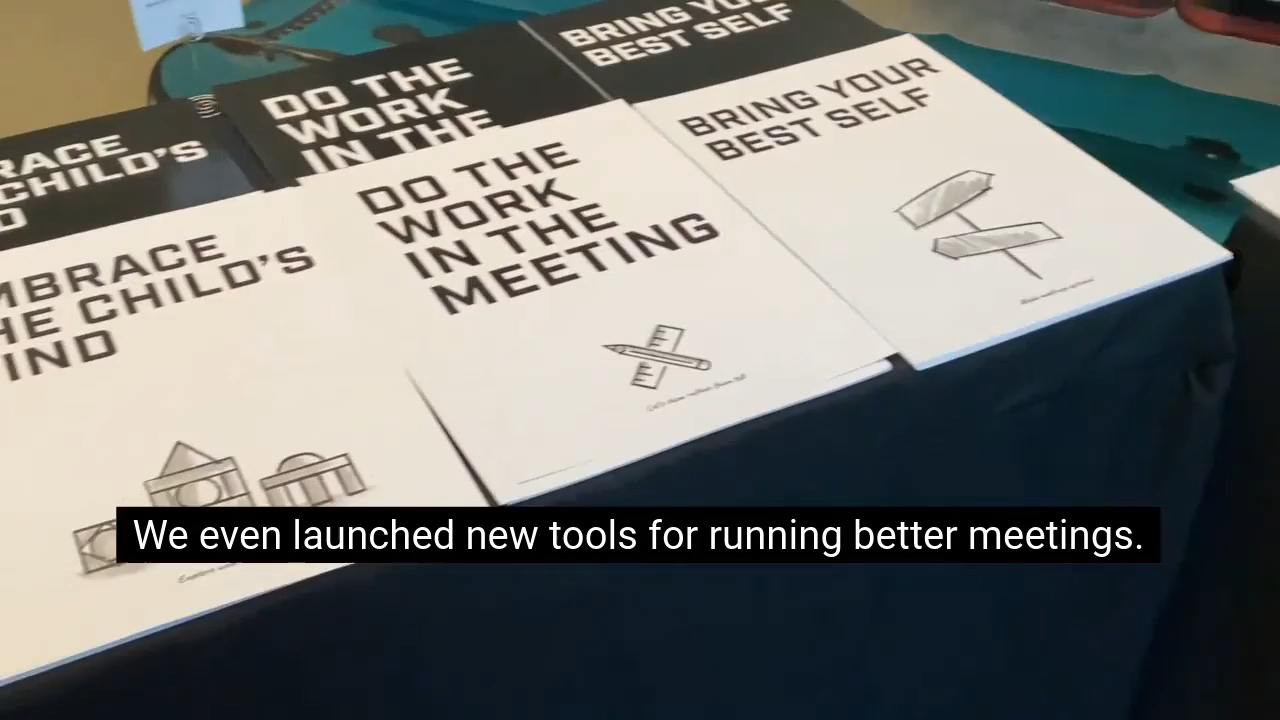 BRING YOU
BEST SELF
DO THE
WORK
IN THE
RACE
CHILD'S
D
BRING YOUR
BEST SELF
DO THE
WORK
IN THE
MEETING
MBRACE
HE CHILD'S
IND
We even launched new tools for running better meetings.